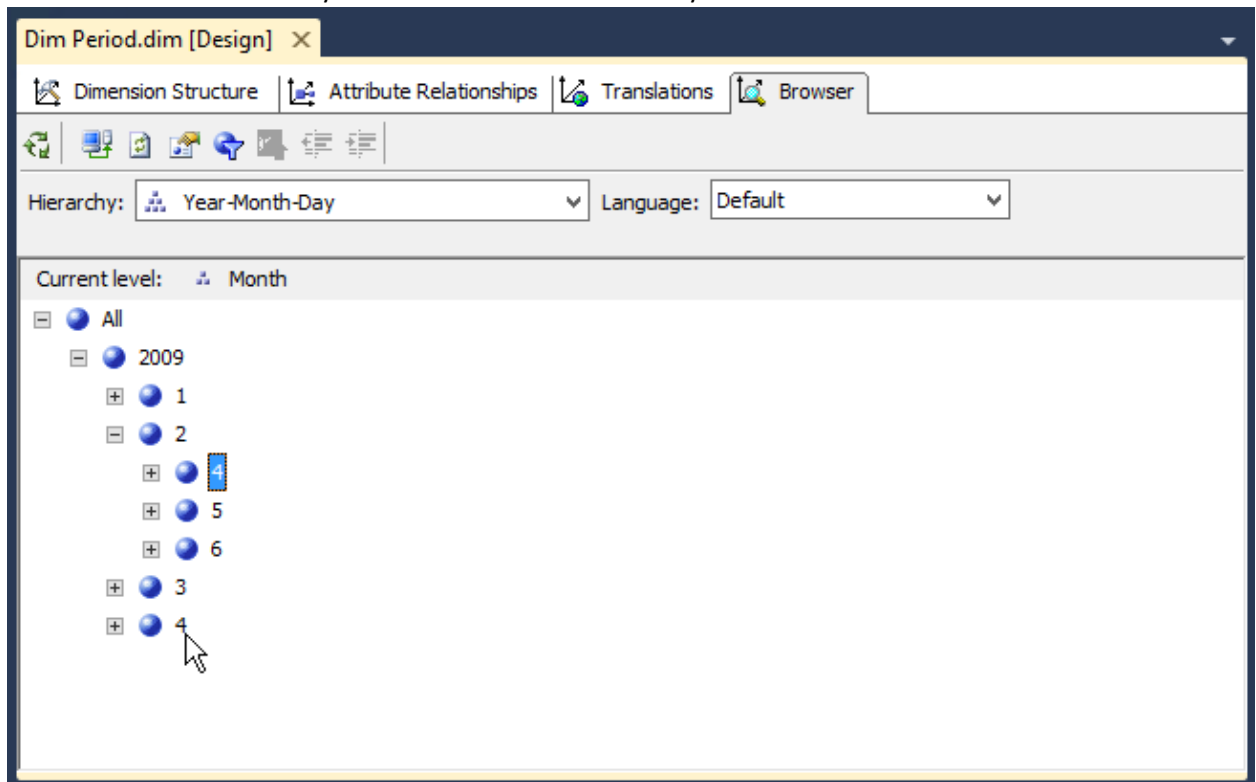 Dim Period.dim [Design]
Dimension Structure Attribute Relationships Translations Browser
Hierarchy: Year-Month-Day Language: Default
Current level: Month
All
2009
1
2
4
5
6
3
4